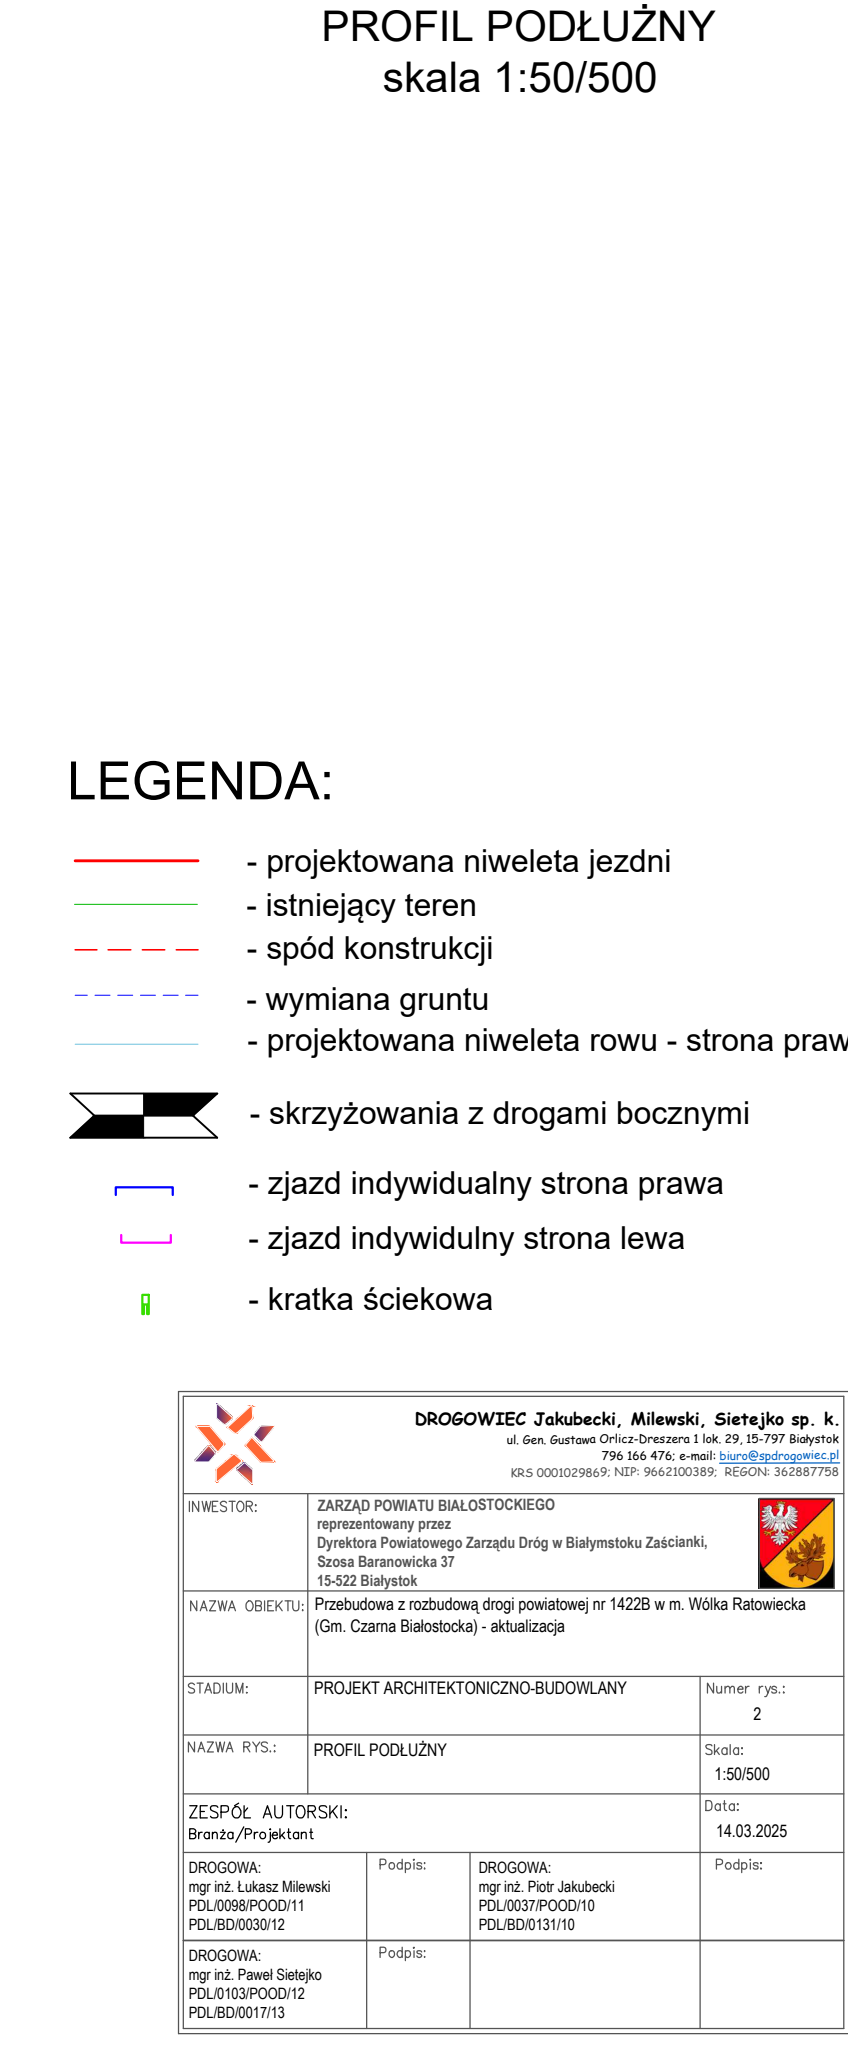 PROFIL PODŁUŻNY
skala 1:50/500
LEGENDA:
- projektowana niweleta jezdni
- istniejący teren
- spód konstrukcji
- wymiana gruntu
- projektowana niweleta rowu - strona praw
- skrzyżowania z drogami bocznymi
- zjazd indywidualny strona prawa
- zjazd indywidulny strona lewa
- kratka ściekowa
DROGOWIEC Jakubecki, Milewski, Sietejko sp. k.
ul. Gen. Gustawa Orlicz-Dreszera 1 lok. 29, 15-797 Białystok
796 166 476; e-mail: biuro@spdrogowiec.pl
KRS 0001029869; NIP: 9662100389; REGON: 362887758
INWESTOR:
ZARZĄD POWIATU BIAŁOSTOCKIEGO
reprezentowany przez
Dyrektora Powiatowego Zarządu Dróg w Białymstoku Zaścianki,
Szosa Baranowicka 37
15-522 Białystok
NAZWA OBIEKTU:
Przebudowa z rozbudową drogi powiatowej nr 1422B w m. Wólka Ratowiecka
(Gm. Czarna Białostocka) - aktualizacja
STADIUM:
PROJEKT ARCHITEKTONICZNO-BUDOWLANY
Numer rys.:
2
NAZWA RYS.:
PROFIL PODŁUŻNY
Skala:
1:50/500
ZESPÓŁ AUTORSKI:
Branża/Projektant
Data:
14.03.2025
DROGOWA:
mgr inż. Łukasz Milewski
PDL/0098/POOD/11
PDL/BD/0030/12
Podpis:
DROGOWA:
mgr inż. Piotr Jakubecki
PDL/0037/POOD/10
PDL/BD/0131/10
Podpis:
DROGOWA:
mgr inż. Paweł Sietejko
PDL/0103/POOD/12
PDL/BD/0017/13
Podpis: